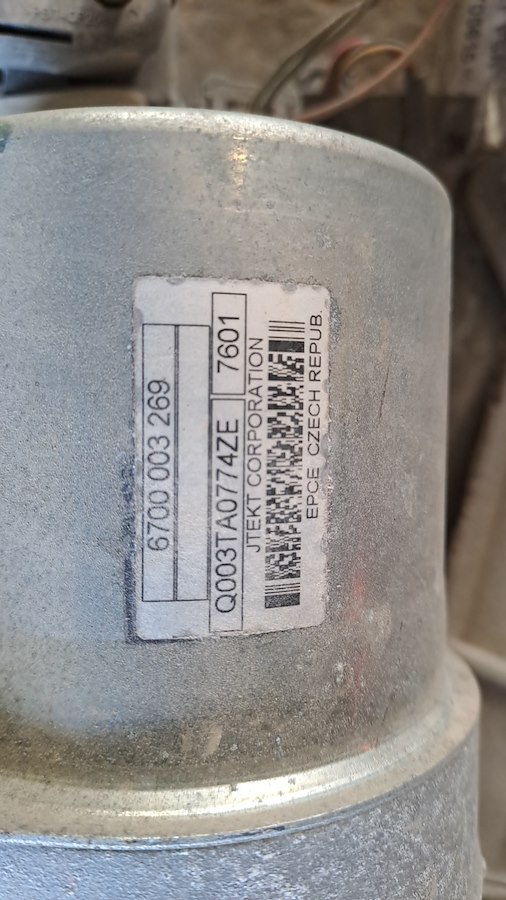 6700 003 269
Q003TA0774ZE 7601
JTEKT CORPORATION
EPCE CZECH REPUB.